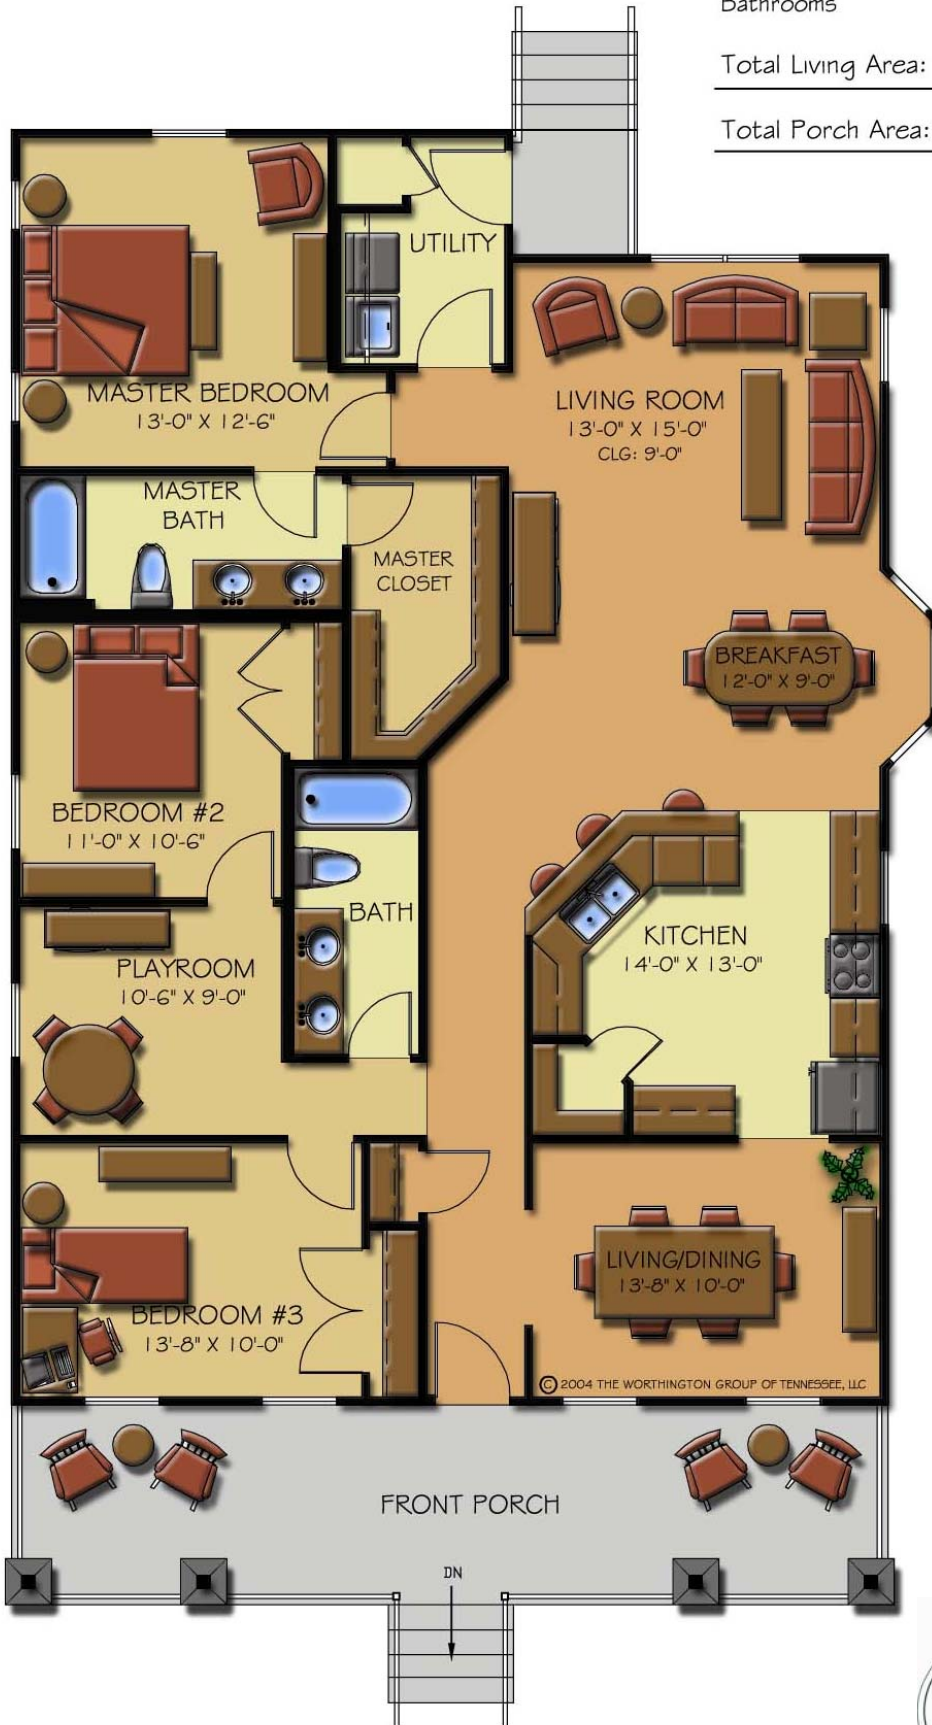 Bathrooms
Total Living Area:
Total Porch Area:
UTILITY
MASTER BEDROOM
13'-0" X 12'-6"
LIVING ROOM
13'-0" X 15'-0"
CLG: 9'-0"
MASTER
BATH
MASTER
CLOSET
BREAKFAST
12'-0" X 9'-0"
BEDROOM #2
11'-0" X 10'-6"
BATH
KITCHEN
14'-0" X 13'-0"
PLAYROOM
10'-6" X 9'-0"
LIVING/DINING
13'-8" X 10'-0"
BEDROOM #3
13'-8" X 10'-0"
© 2004 THE WORTHINGTON GROUP OF TENNESSEE, LLC
FRONT PORCH
DN